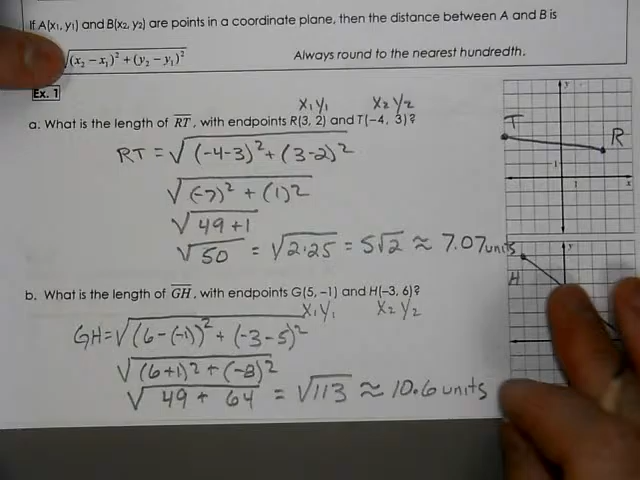 If A(x₁, y₁) and B(x₂, y₂) are points in a coordinate plane, then the distance between A and B is
√(x₂ − x₁)² + (y₂ − y₁)²
Always round to the nearest hundredth.
Ex. 1
x₁ y₁ x₂ y₂
a. What is the length of RT, with endpoints R(3, 2) and T(−4, 3)?
RT = √(-4-3)² + (3-2)²
√(-7)² + (1)²
√49 + 1
√50 = √2·25 = 5√2 ≈ 7.07 units
T
R
y
x
1
1
b. What is the length of GH, with endpoints G(5, −1) and H(−3, 6)?
x₁ y₁ x₂ y₂
GH = √(6-(-1))² + (-3-5)²
√(6+1)² + (-8)²
√49 + 64 = √113 ≈ 10.6 units
H
y